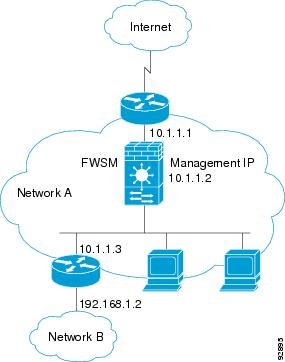 Internet
10.1.1.1
FWSM
Management IP
10.1.1.2
Network A
10.1.1.3
192.168.1.2
Network B
92895